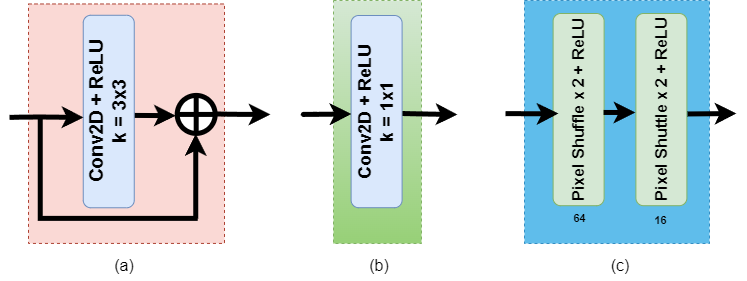 Conv2D + ReLU
k = 3x3
Conv2D + ReLU
k = 1x1
Pixel Shuffle x 2 + ReLU
Pixel Shuttle x 2 + ReLU
64
16
(a)
(b)
(c)